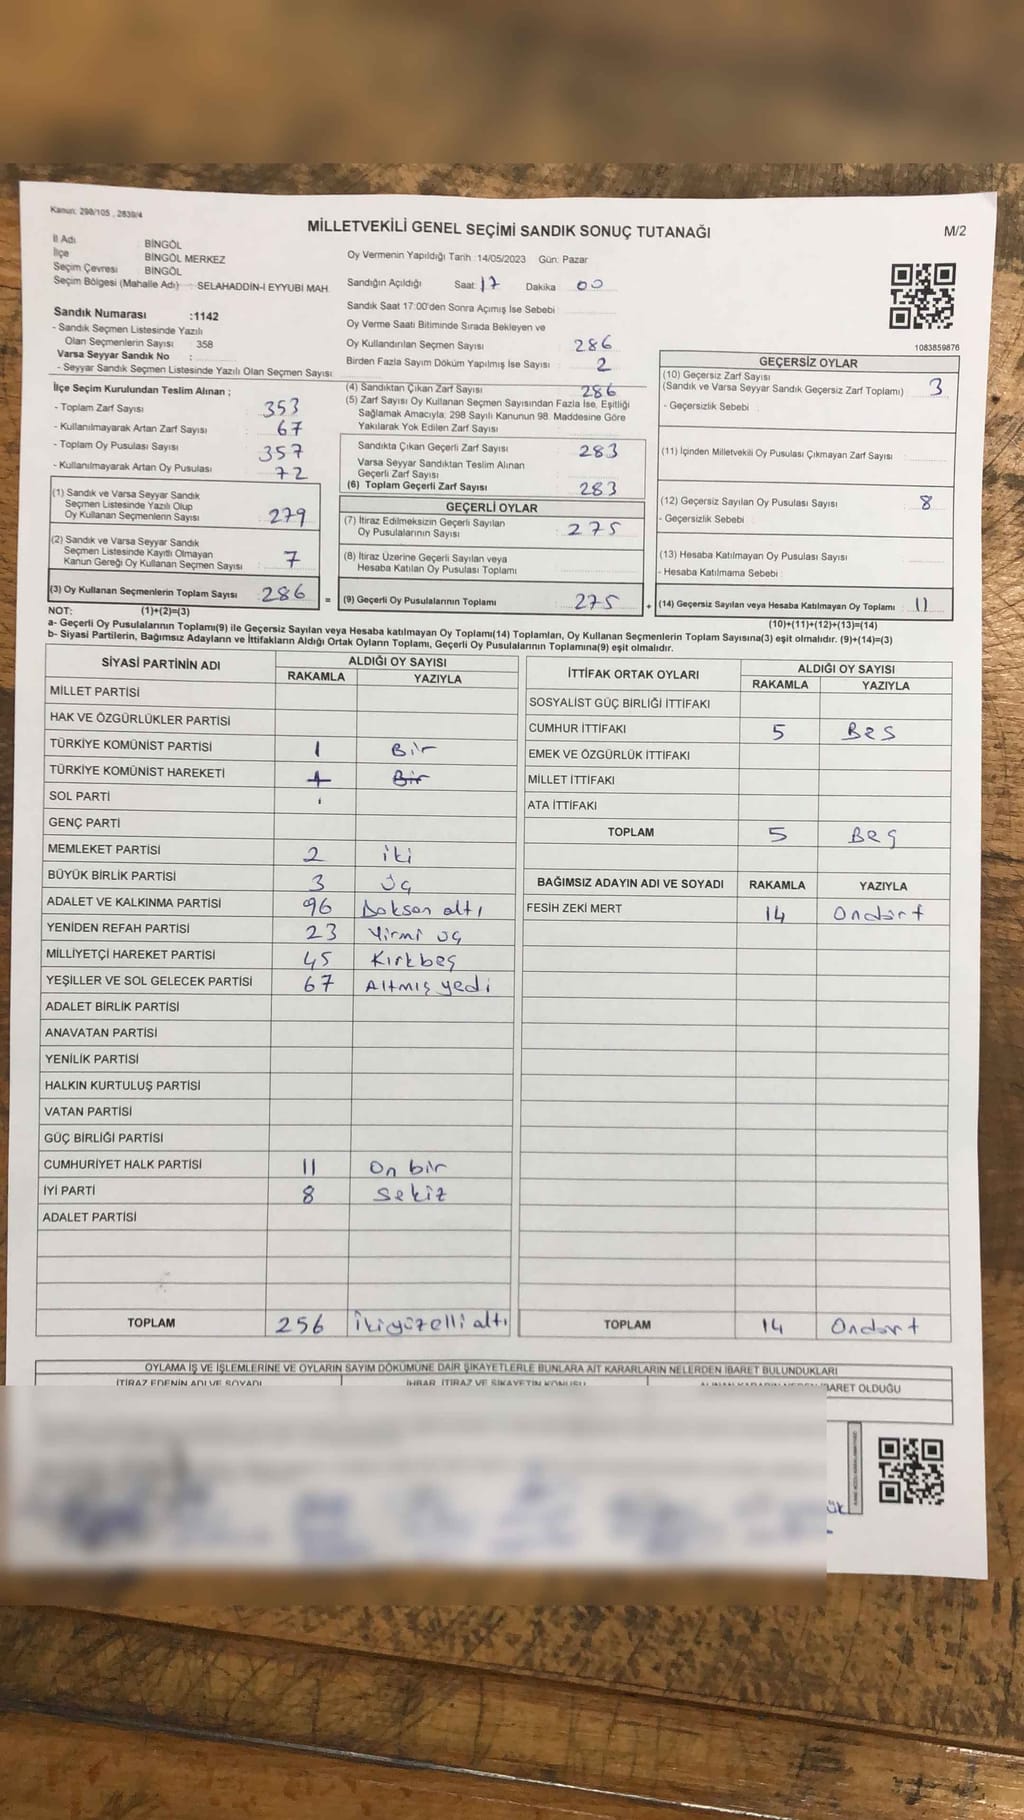 Kanun: 298/105 , 2839/4
MİLLETVEKİLİ GENEL SEÇİMİ SANDIK SONUÇ TUTANAĞI
M/2
İl Adı BİNGÖL
İlçe BİNGÖL MERKEZ
Seçim Çevresi BİNGÖL
Seçim Bölgesi (Mahalle Adı) SELAHADDİN-İ EYYUBİ MAH.
Sandık Numarası :1142
- Sandık Seçmen Listesinde Yazılı
Olan Seçmenlerin Sayısı 358
Varsa Seyyar Sandık No :
- Seyyar Sandık Seçmen Listesinde Yazılı Olan Seçmen Sayısı
Oy Vermenin Yapıldığı Tarih :14/05/2023 Gün: Pazar
Sandığın Açıldığı Saat 17 Dakika 00
Sandık Saat 17:00'den Sonra Açımış İse Sebebi
Oy Verme Saati Bitiminde Sırada Bekleyen ve
Oy Kullandırılan Seçmen Sayısı 286
Birden Fazla Sayım Döküm Yapılmış İse Sayısı 2
1083859876
İlçe Seçim Kurulundan Teslim Alınan ;
- Toplam Zarf Sayısı 353
- Kullanılmayarak Artan Zarf Sayısı 67
- Toplam Oy Pusulası Sayısı 357
- Kullanılmayarak Artan Oy Pusulası 72
(1) Sandık ve Varsa Seyyar Sandık
Seçmen Listesinde Yazılı Olup
Oy Kullanan Seçmenlerin Sayısı 279
(2) Sandık ve Varsa Seyyar Sandık
Seçmen Listesinde Kayıtlı Olmayan
Kanun Gereği Oy Kullanan Seçmen Sayısı 7
(3) Oy Kullanan Seçmenlerin Toplam Sayısı 286
(4) Sandıktan Çıkan Zarf Sayısı 286
(5) Zarf Sayısı Oy Kullanan Seçmen Sayısından Fazla İse, Eşitliği
Sağlamak Amacıyla; 298 Sayılı Kanunun 98. Maddesine Göre
Yakılarak Yok Edilen Zarf Sayısı
Sandıkta Çıkan Geçerli Zarf Sayısı 283
Varsa Seyyar Sandıktan Teslim Alınan
Geçerli Zarf Sayısı
(6) Toplam Geçerli Zarf Sayısı 283
GEÇERLİ OYLAR
(7) İtiraz Edilmeksizin Geçerli Sayılan
Oy Pusulalarının Sayısı 275
(8) İtiraz Üzerine Geçerli Sayılan veya
Hesaba Katılan Oy Pusulası Toplamı
= (9) Geçerli Oy Pusulalarının Toplamı 275
GEÇERSİZ OYLAR
(10) Geçersiz Zarf Sayısı
(Sandık ve Varsa Seyyar Sandık Geçersiz Zarf Toplamı) 3
- Geçersizlik Sebebi
(11) İçinden Milletvekili Oy Pusulası Çıkmayan Zarf Sayısı
(12) Geçersiz Sayılan Oy Pusulası Sayısı 8
- Geçersizlik Sebebi
(13) Hesaba Katılmayan Oy Pusulası Sayısı
- Hesaba Katılmama Sebebi
+ (14) Geçersiz Sayılan veya Hesaba Katılmayan Oy Toplamı 11
NOT: (1)+(2)=(3)
(10)+(11)+(12)+(13)=(14)
a- Geçerli Oy Pusulalarının Toplamı(9) ile Geçersiz Sayılan veya Hesaba katılmayan Oy Toplamı(14) Toplamları, Oy Kullanan Seçmenlerin Toplam Sayısına(3) eşit olmalıdır. (9)+(14)=(3)
b- Siyasi Partilerin, Bağımsız Adayların ve İttifakların Aldığı Ortak Oyların Toplamı, Geçerli Oy Pusulalarının Toplamına(9) eşit olmalıdır.
SİYASİ PARTİNİN ADI ALDIĞI OY SAYISI
RAKAMLA YAZIYLA
MİLLET PARTİSİ
HAK VE ÖZGÜRLÜKLER PARTİSİ
TÜRKİYE KOMÜNİST PARTİSİ 1 Bir
TÜRKİYE KOMÜNİST HAREKETİ 1 Bir
SOL PARTİ
GENÇ PARTİ
MEMLEKET PARTİSİ 2 iki
BÜYÜK BİRLİK PARTİSİ 3 üç
ADALET VE KALKINMA PARTİSİ 96 Doksan altı
YENİDEN REFAH PARTİSİ 23 Yirmi üç
MİLLİYETÇİ HAREKET PARTİSİ 45 Kırkbeş
YEŞİLLER VE SOL GELECEK PARTİSİ 67 Altmış yedi
ADALET BİRLİK PARTİSİ
ANAVATAN PARTİSİ
YENİLİK PARTİSİ
HALKIN KURTULUŞ PARTİSİ
VATAN PARTİSİ
GÜÇ BİRLİĞİ PARTİSİ
CUMHURİYET HALK PARTİSİ 11 On bir
İYİ PARTİ 8 Sekiz
ADALET PARTİSİ
TOPLAM 256 İkiyüzelli altı
İTTİFAK ORTAK OYLARI ALDIĞI OY SAYISI
RAKAMLA YAZIYLA
SOSYALİST GÜÇ BİRLİĞİ İTTİFAKI
CUMHUR İTTİFAKI 5 Bes
EMEK VE ÖZGÜRLÜK İTTİFAKI
MİLLET İTTİFAKI
ATA İTTİFAKI
TOPLAM 5 Beş
BAĞIMSIZ ADAYIN ADI VE SOYADI RAKAMLA YAZIYLA
FESİH ZEKİ MERT 14 Ondört
TOPLAM 14 Ondört
OYLAMA İŞ VE İŞLEMLERİNE VE OYLARIN SAYIM DÖKÜMÜNE DAİR ŞİKAYETLERLE BUNLARA AİT KARARLARIN NELERDEN İBARET BULUNDUKLARI
İTİRAZ EDENİN ADI VE SOYADI İHBAR, İTİRAZ VE ŞİKAYETİN KONUSU İBARET OLDUĞU